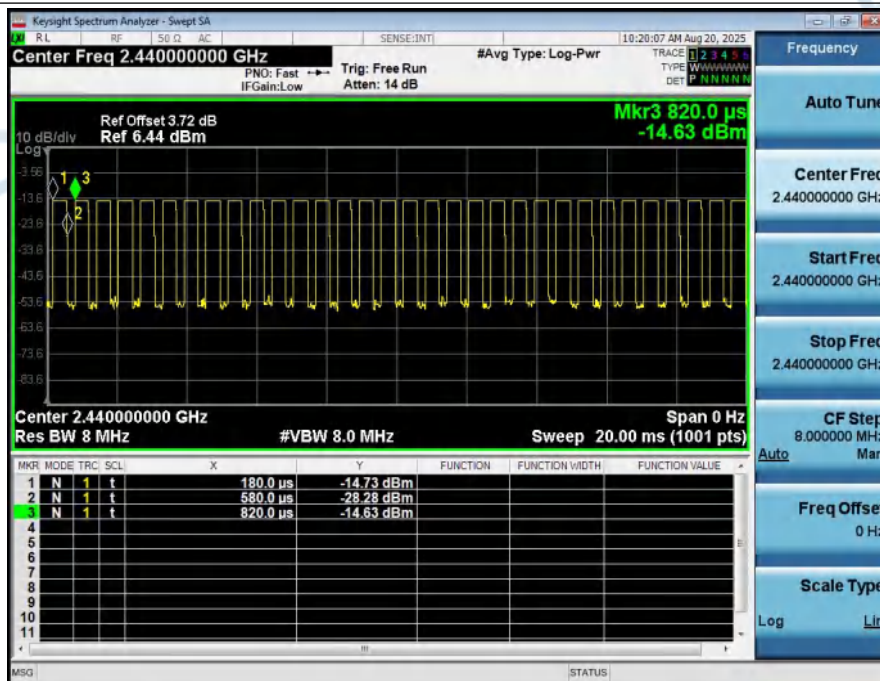 Keysight Spectrum Analyzer - Swept SA
RL RF 50 Ω AC SENSE:INT 10:20:07 AM Aug 20, 2025
Center Freq 2.440000000 GHz #Avg Type: Log-Pwr TRACE 1 2 3 4 5 6
PNO: Fast Trig: Free Run TYPE WWWWWW
IFGain:Low Atten: 14 dB DET P N N N N N
Frequency
Auto Tune
Mkr3 820.0 µs
-14.63 dBm
Ref Offset 3.72 dB
10 dB/div Ref 6.44 dBm
Log
-3.56
-13.6
-23.6
-33.6
-43.6
-53.6
-63.6
-73.6
-83.6
1 3
2
Center Freq
2.440000000 GHz
Start Freq
2.440000000 GHz
Stop Freq
2.440000000 GHz
Center 2.440000000 GHz Span 0 Hz
Res BW 8 MHz #VBW 8.0 MHz Sweep 20.00 ms (1001 pts)
CF Step
8.000000 MHz
Auto Man
MKR MODE TRC SCL X Y FUNCTION FUNCTION WIDTH FUNCTION VALUE
1 N 1 t 180.0 µs -14.73 dBm
2 N 1 t 580.0 µs -28.28 dBm
3 N 1 t 820.0 µs -14.63 dBm
4
5
6
7
8
9
10
11
Freq Offset
0 Hz
Scale Type
Log Lin
MSG STATUS